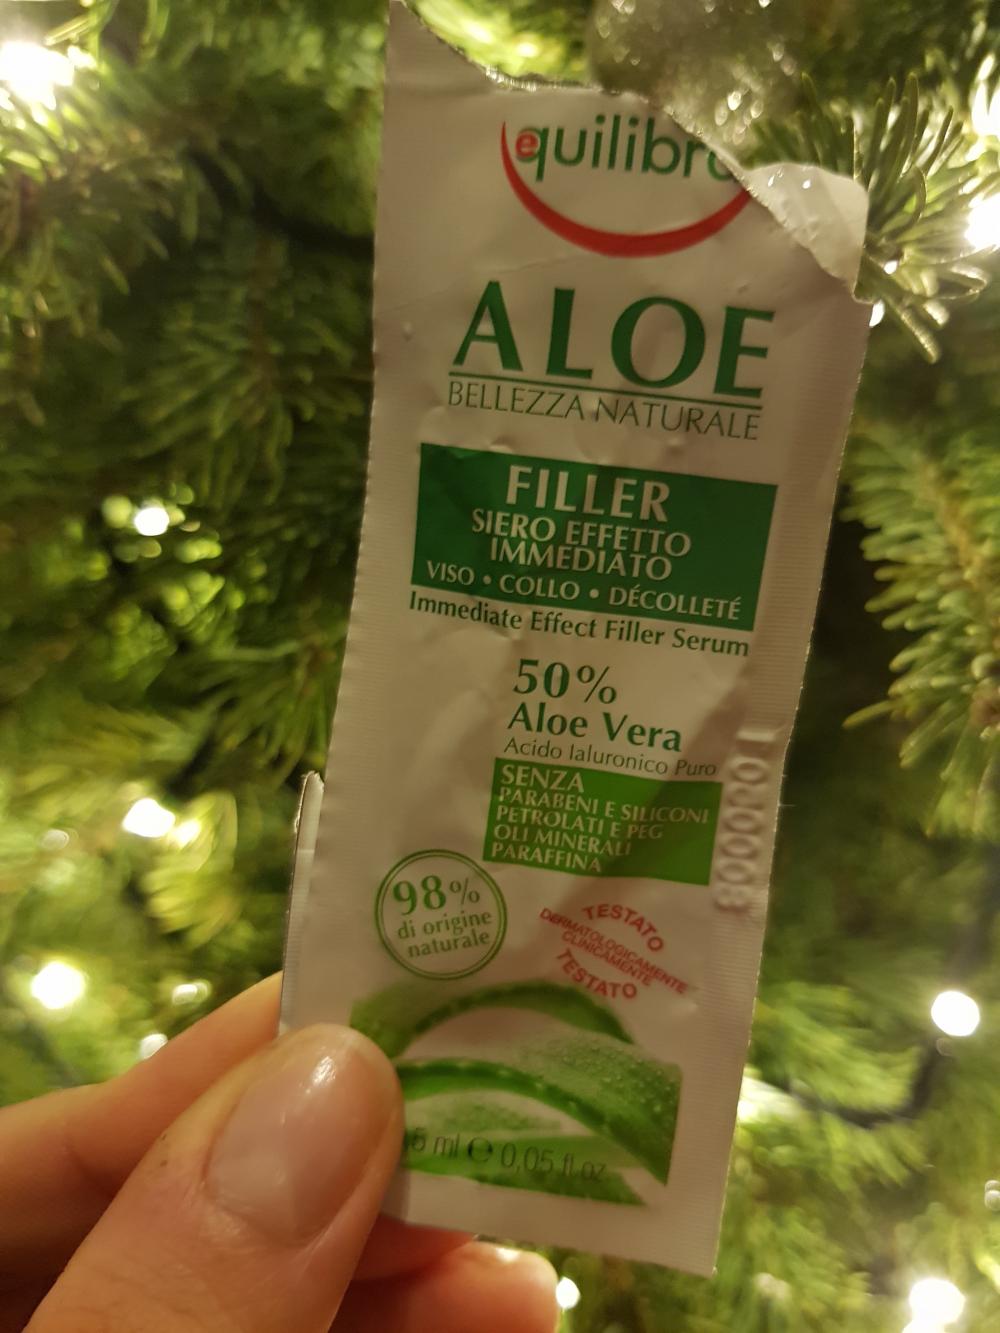 equilibra
ALOE
BELLEZZA NATURALE
FILLER
SIERO EFFETTO
IMMEDIATO
VISO • COLLO • DÉCOLLETÉ
Immediate Effect Filler Serum
50%
Aloe Vera
Acido Ialuronico Puro
SENZA
PARABENI E SILICONI
PETROLATI E PEG
OLI MINERALI
PARAFFINA
98%
di origine
naturale
TESTATO
DERMATOLOGICAMENTE
CLINICAMENTE
TESTATO
5 ml e 0,05 fl.oz